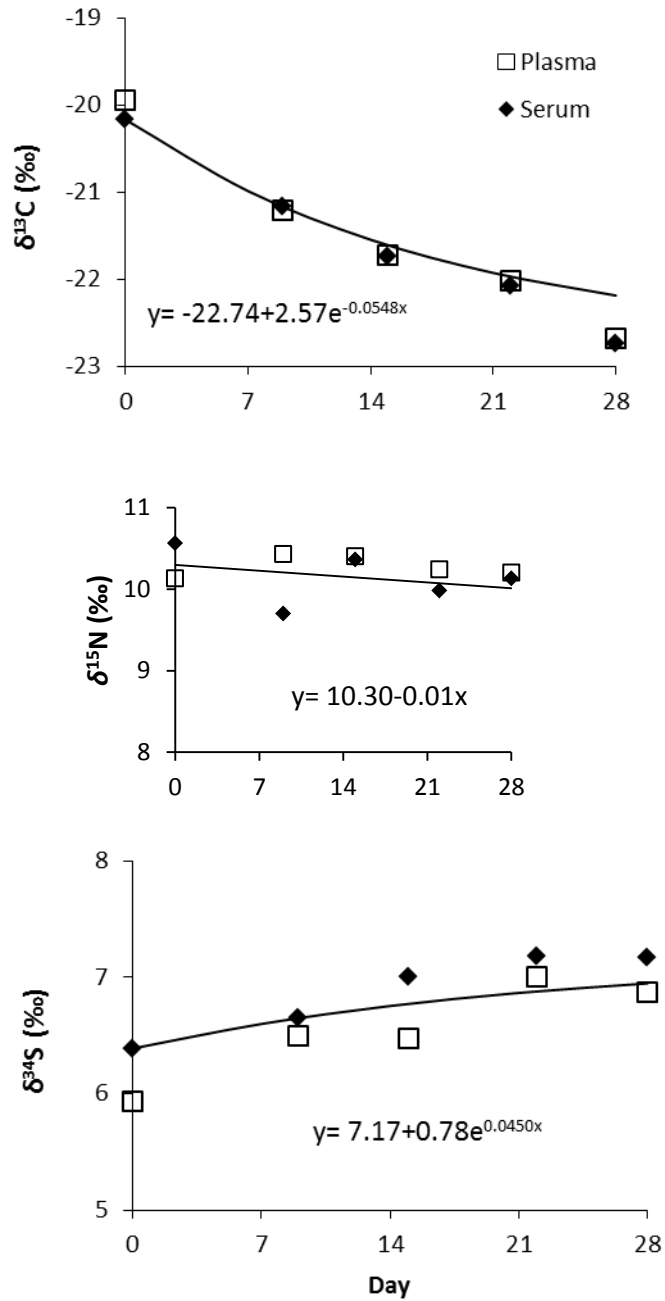 -19
-20
-21
-22
-23
δ¹³C (‰)
Plasma
Serum
y= -22.74+2.57e^-0.0548x
0 7 14 21 28
11
10
9
8
δ¹⁵N (‰)
y= 10.30-0.01x
0 7 14 21 28
8
7
6
5
δ³⁴S (‰)
y= 7.17+0.78e^0.0450x
0 7 14 21 28
Day